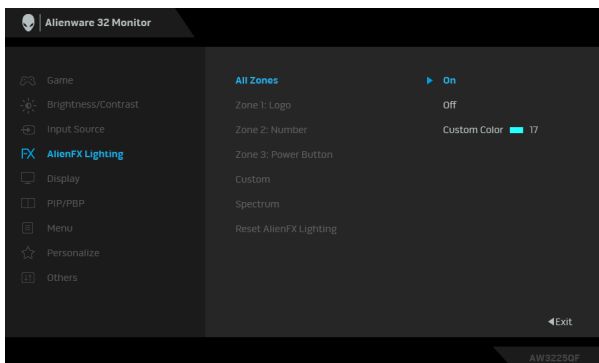 Alienware 32 Monitor
Game
Brightness/Contrast
Input Source
FX AlienFX Lighting
Display
PIP/PBP
Menu
Personalize
Others
All Zones
Zone 1: Logo
Zone 2: Number
Zone 3: Power Button
Custom
Spectrum
Reset AlienFX Lighting
On
Off
Custom Color 17
Exit
AW3225QF